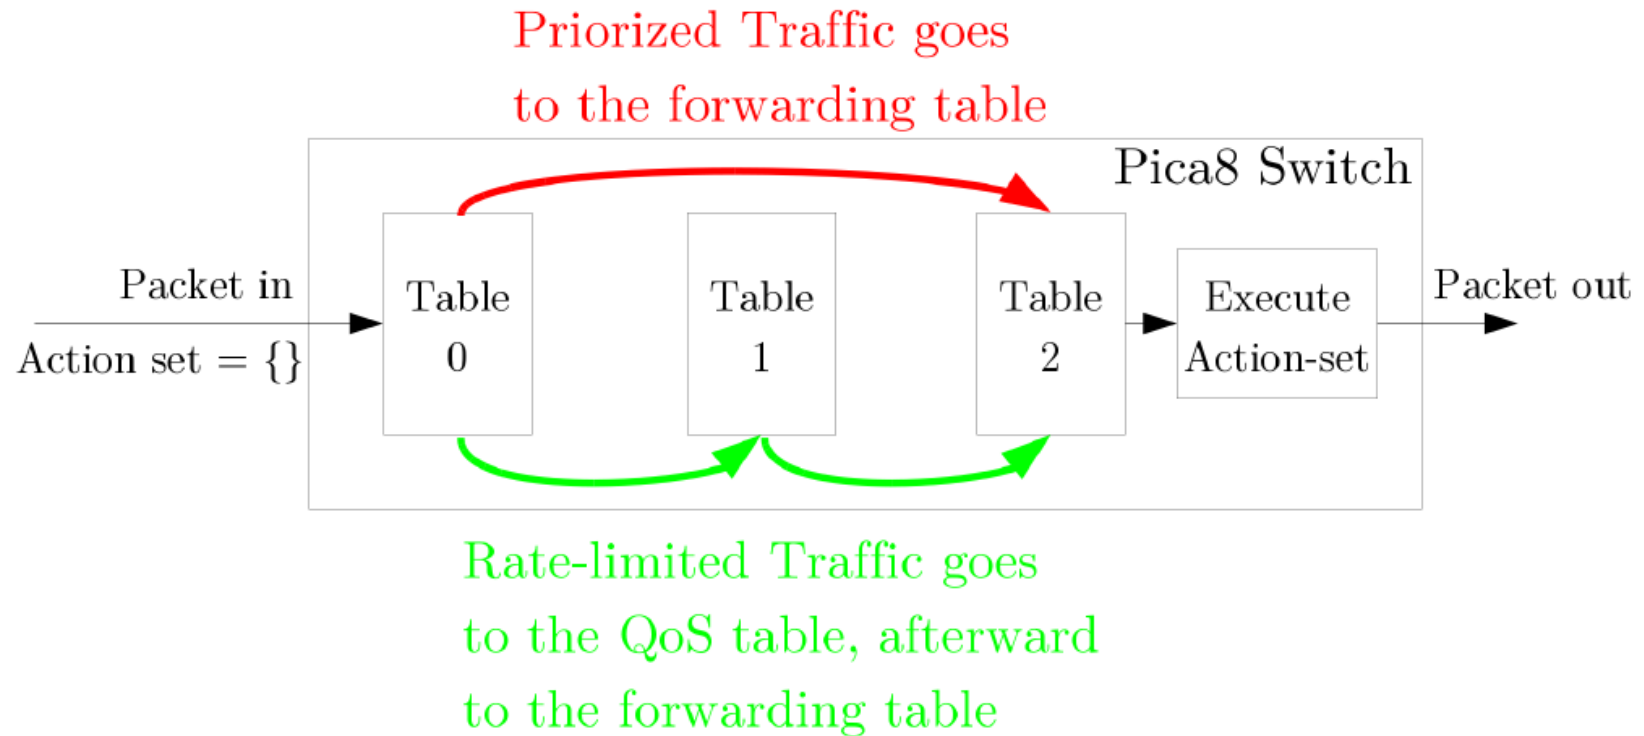 Priorized Traffic goes
to the forwarding table
Pica8 Switch
Packet in
Action set = {}
Table
0
Table
1
Table
2
Execute
Action-set
Packet out
Rate-limited Traffic goes
to the QoS table, afterward
to the forwarding table